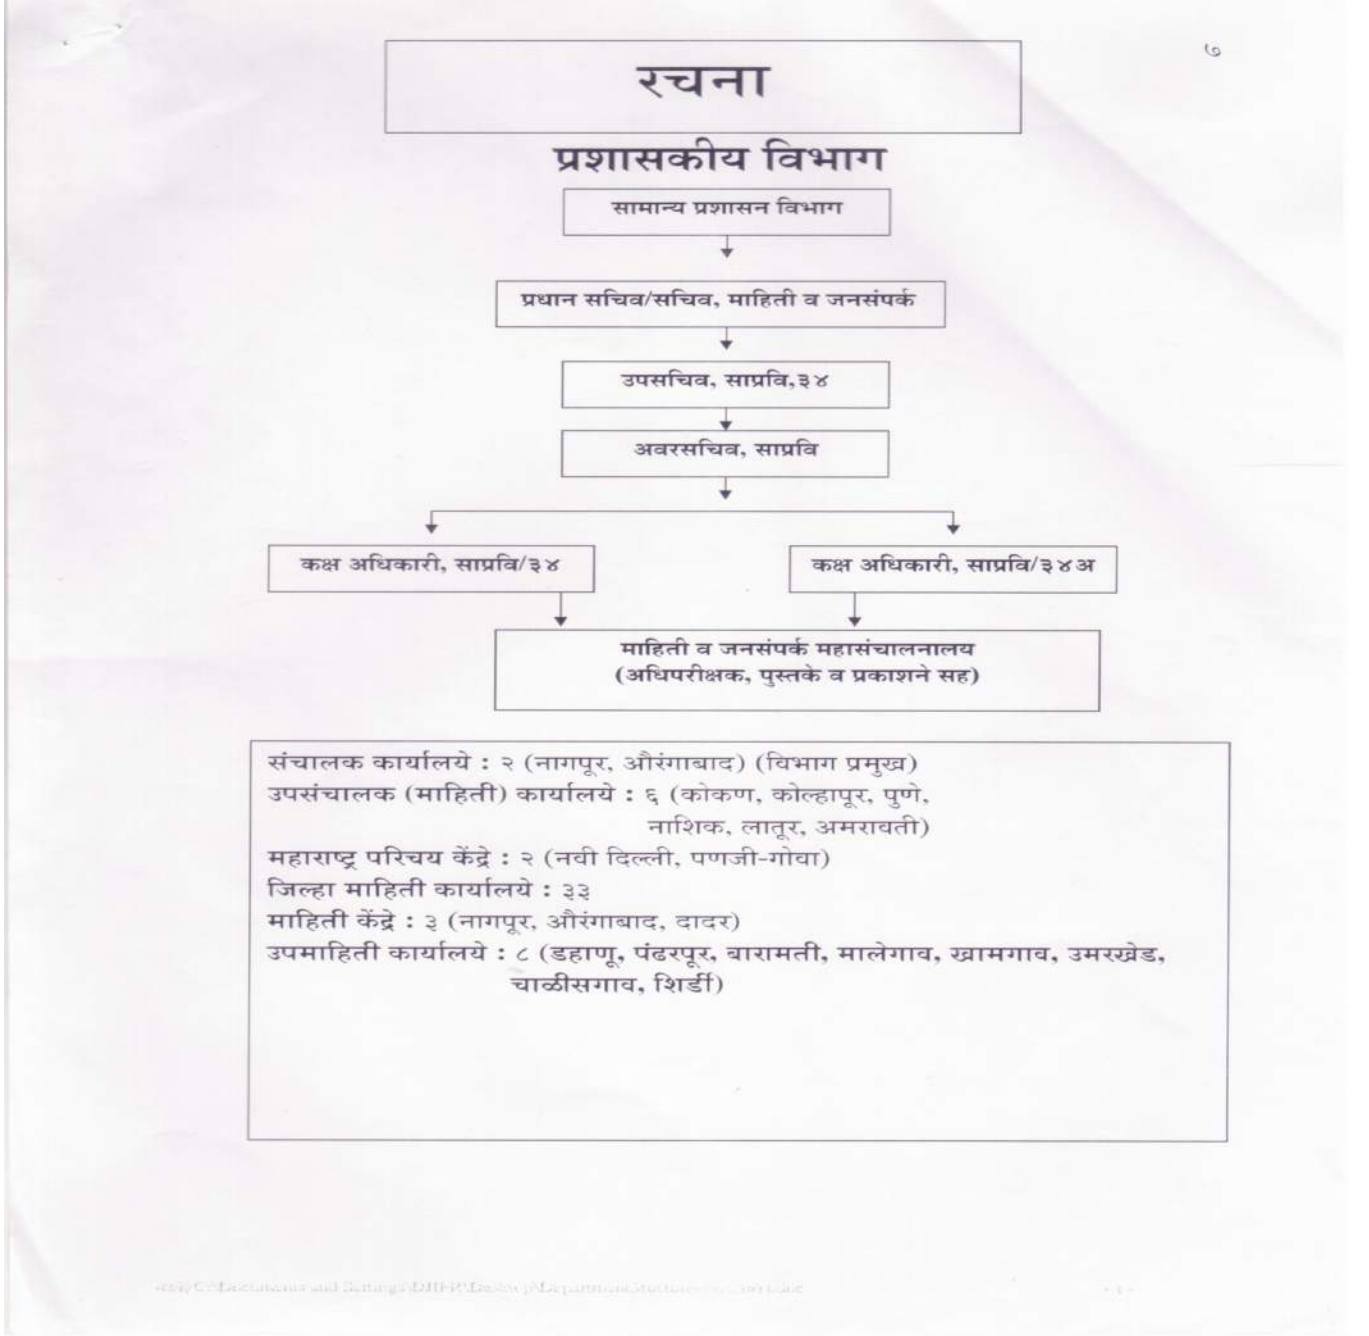 ७
रचना
प्रशासकीय विभाग
सामान्य प्रशासन विभाग
प्रधान सचिव/सचिव, माहिती व जनसंपर्क
उपसचिव, साप्रवि,३४
अवरसचिव, साप्रवि
कक्ष अधिकारी, साप्रवि/३४
कक्ष अधिकारी, साप्रवि/३४अ
माहिती व जनसंपर्क महासंचालनालय
(अधिपरीक्षक, पुस्तके व प्रकाशने सह)
संचालक कार्यालये : २ (नागपूर, औरंगाबाद) (विभाग प्रमुख)
उपसंचालक (माहिती) कार्यालये : ६ (कोकण, कोल्हापूर, पुणे,
नाशिक, लातूर, अमरावती)
महाराष्ट्र परिचय केंद्रे : २ (नवी दिल्ली, पणजी-गोवा)
जिल्हा माहिती कार्यालये : ३३
माहिती केंद्रे : ३ (नागपूर, औरंगाबाद, दादर)
उपमाहिती कार्यालये : ८ (डहाणू, पंढरपूर, बारामती, मालेगाव, खामगाव, उमरखेड,
चाळीसगाव, शिर्डी)
and